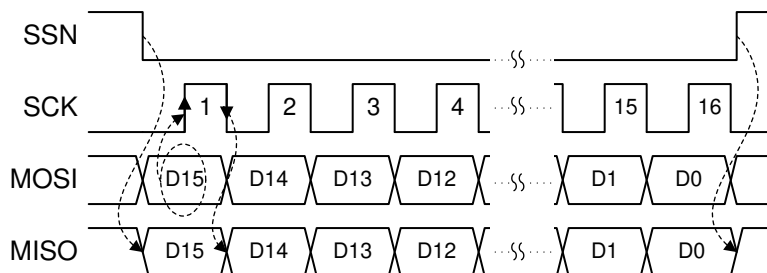 SSN
SCK 1 2 3 4 15 16
MOSI D15 D14 D13 D12 D1 D0
MISO D15 D14 D13 D12 D1 D0